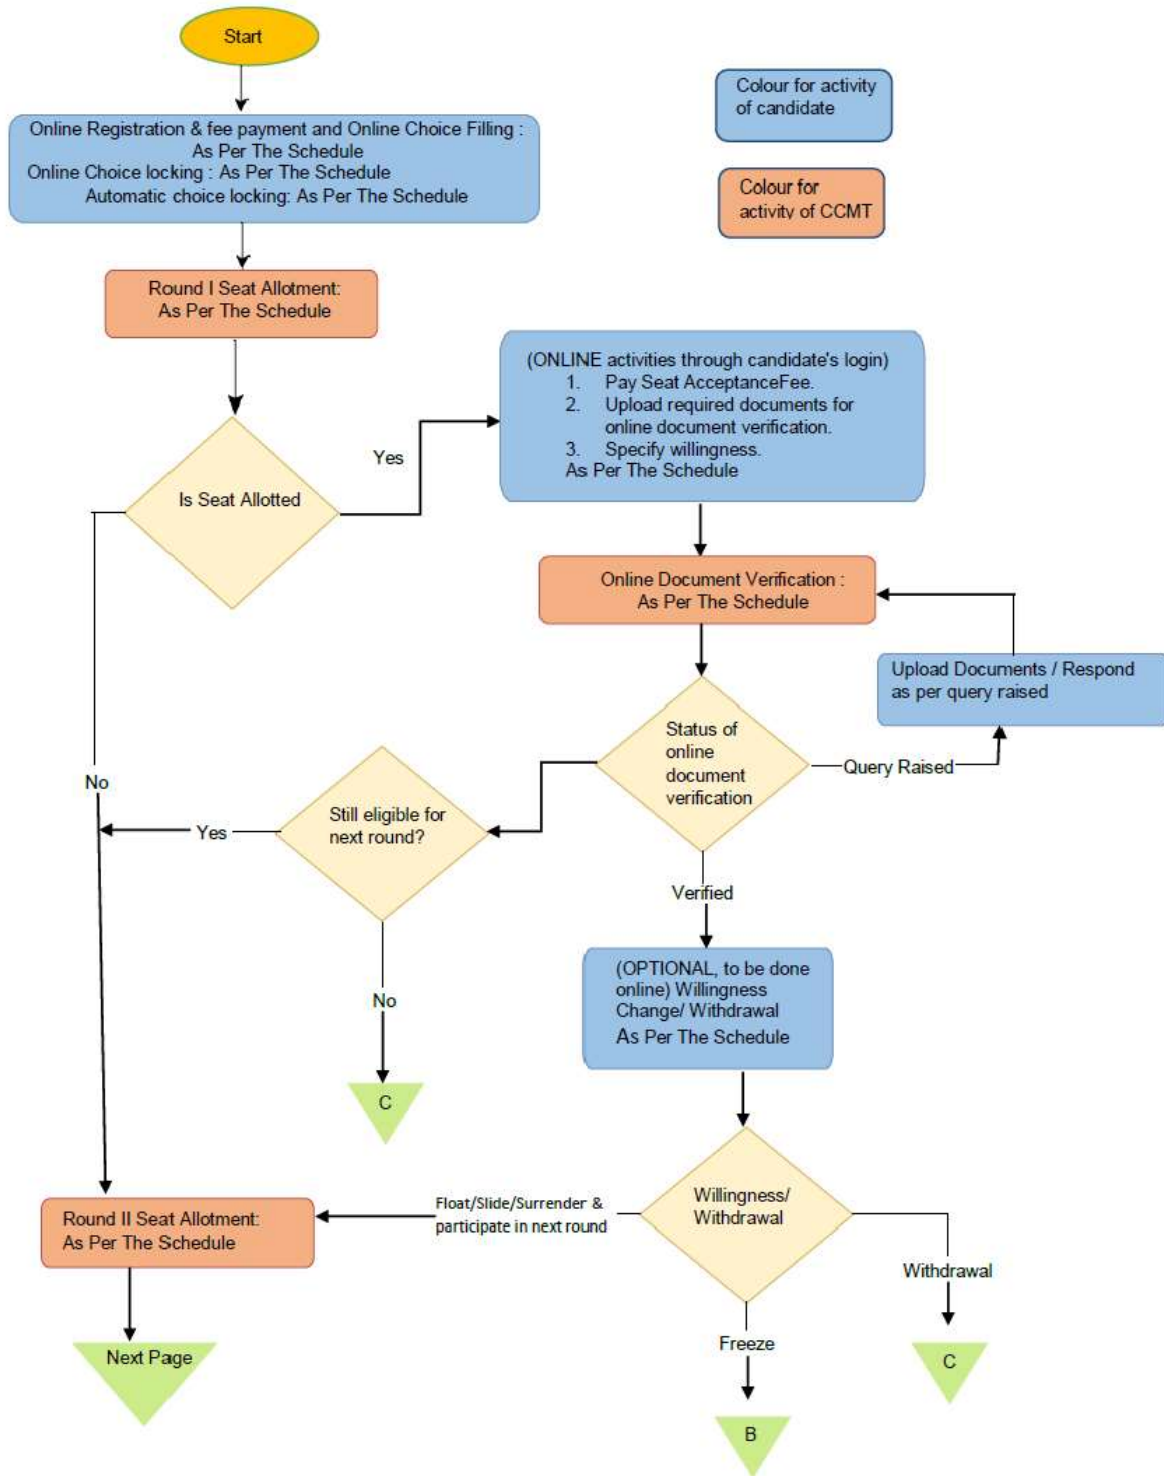 Start
Colour for activity
of candidate
Online Registration & fee payment and Online Choice Filling :
As Per The Schedule
Online Choice locking : As Per The Schedule
Automatic choice locking: As Per The Schedule
Colour for
activity of CCMT
Round I Seat Allotment:
As Per The Schedule
(ONLINE activities through candidate's login)
1. Pay Seat AcceptanceFee.
2. Upload required documents for
online document verification.
3. Specify willingness.
As Per The Schedule
Yes
Is Seat Allotted
Online Document Verification :
As Per The Schedule
Upload Documents / Respond
as per query raised
Status of
online
document
verification
Query Raised
No
Still eligible for
next round?
Yes
Verified
(OPTIONAL, to be done
online) Willingness
Change/ Withdrawal
As Per The Schedule
No
C
Float/Slide/Surrender &
participate in next round
Willingness/
Withdrawal
Round II Seat Allotment:
As Per The Schedule
Withdrawal
Freeze
Next Page
C
B